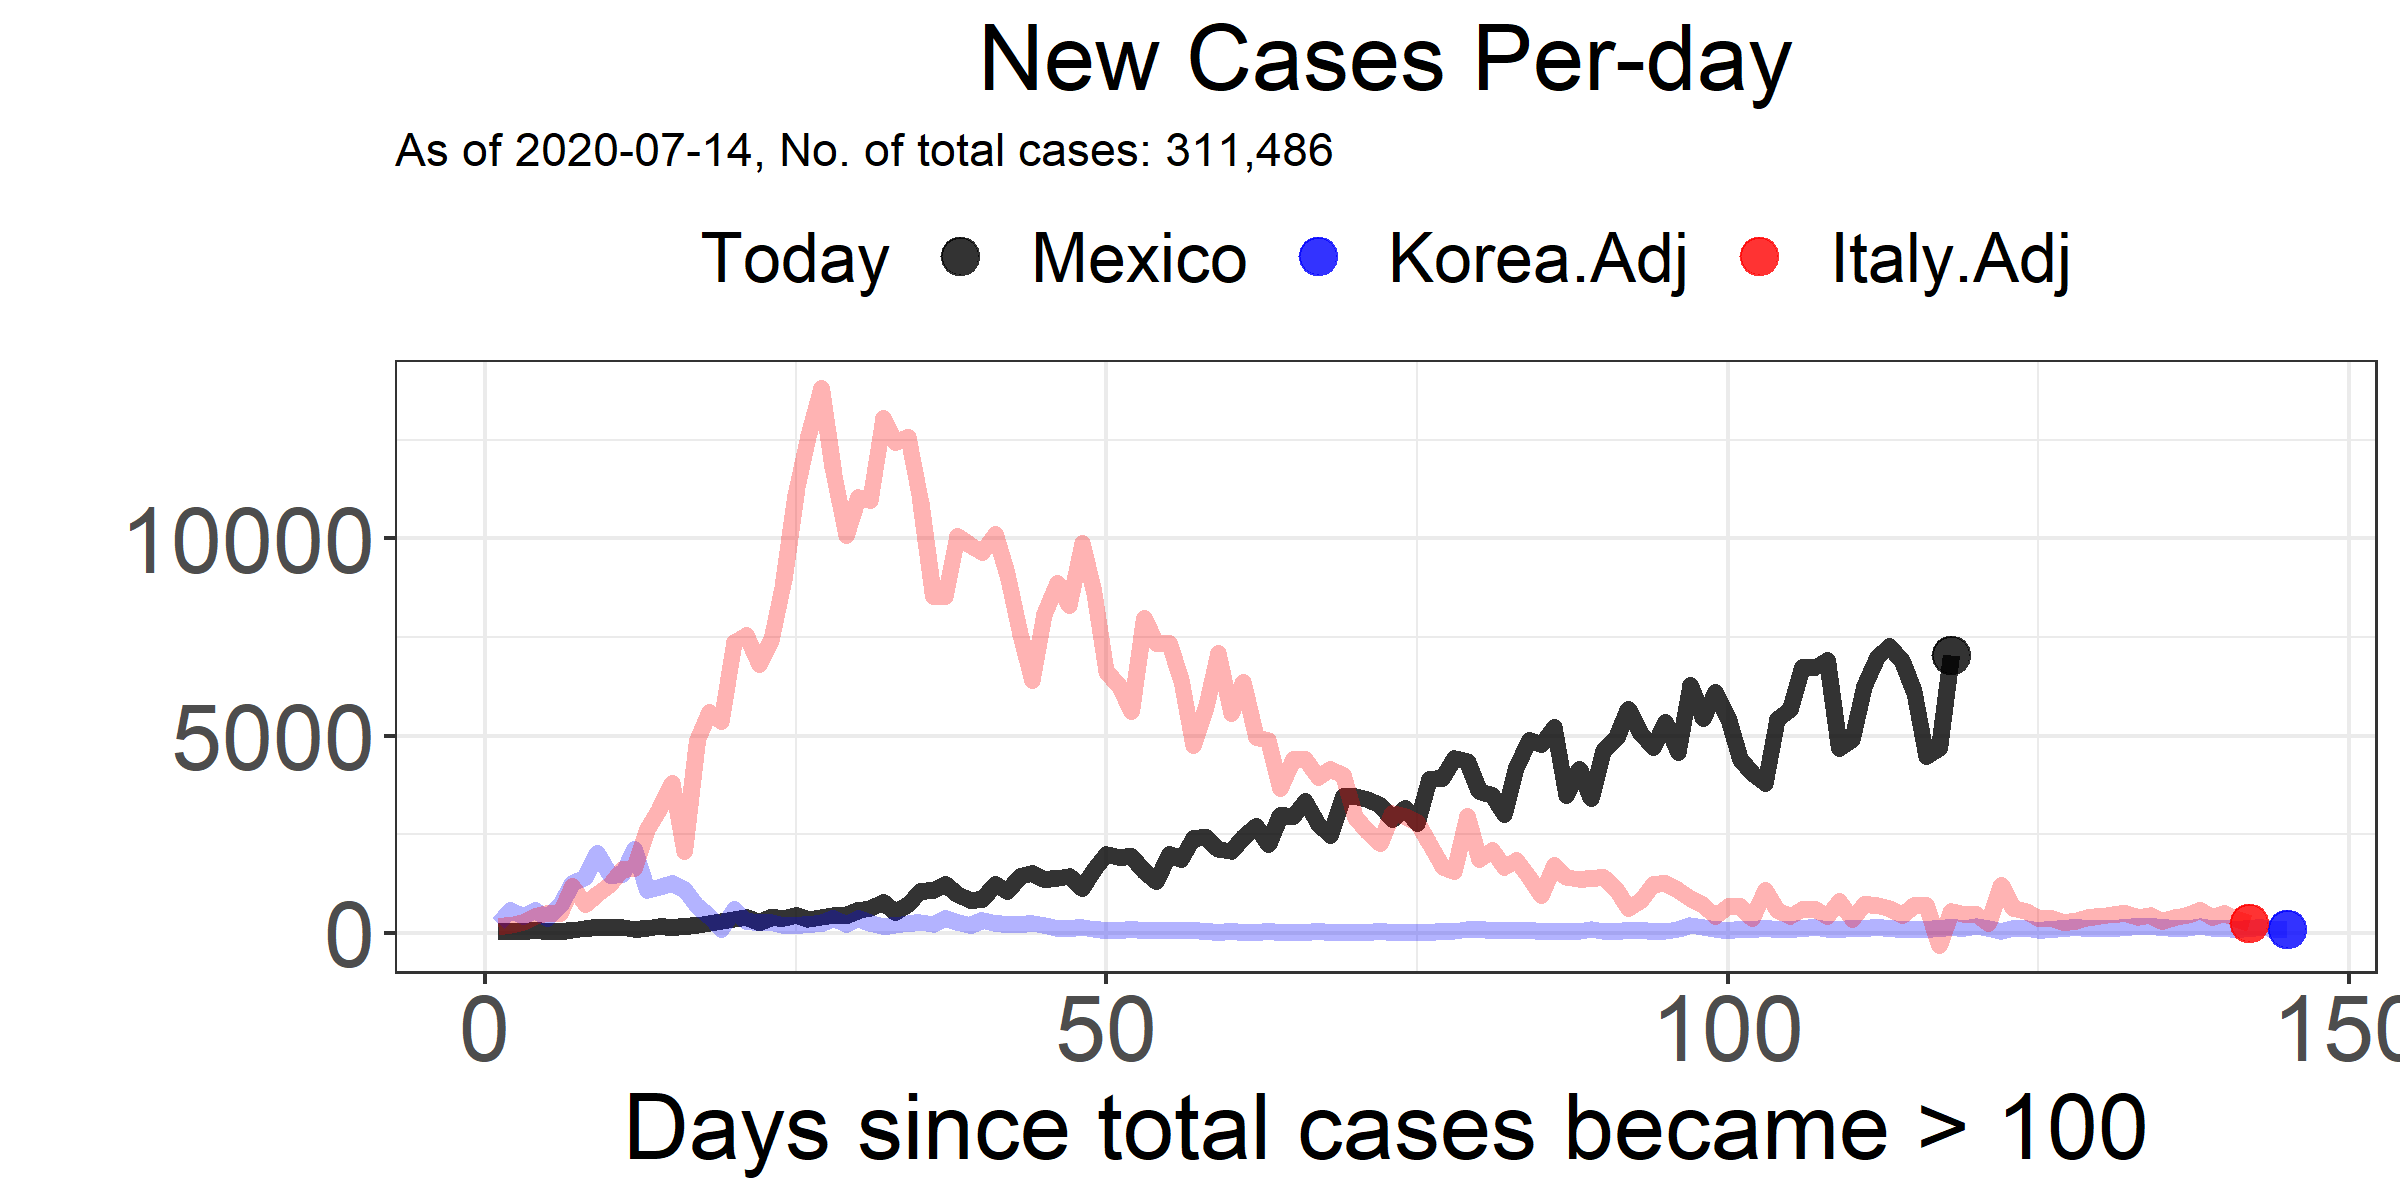 New Cases Per-day
As of 2020-07-14, No. of total cases: 311,486
Today Mexico Korea.Adj Italy.Adj
10000
5000
0
0 50 100 150
Days since total cases became > 100